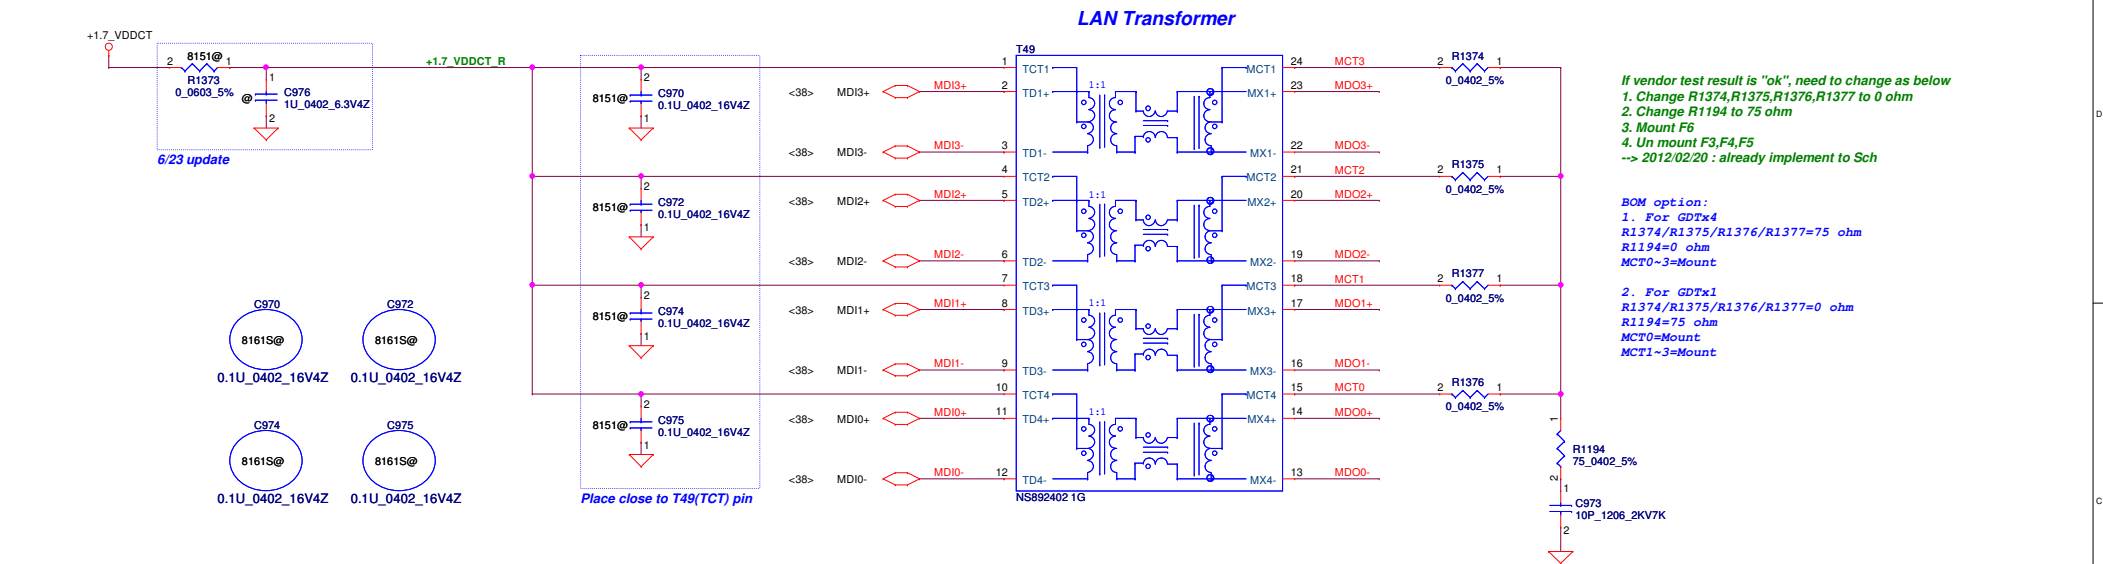 LAN Transformer
+1.7_VDDCT
2 8151@ 1
R1373
0_0603_5%
1
@ C976
1U_0402_6.3V4Z
2
6/23 update
+1.7_VDDCT_R
2
8151@ C970
0.1U_0402_16V4Z
1
2
8151@ C972
0.1U_0402_16V4Z
1
2
8151@ C974
0.1U_0402_16V4Z
1
2
8151@ C975
0.1U_0402_16V4Z
1
Place close to T49(TCT) pin
C970
8161S@
0.1U_0402_16V4Z
C972
8161S@
0.1U_0402_16V4Z
C974
8161S@
0.1U_0402_16V4Z
C975
8161S@
0.1U_0402_16V4Z
<38> MDI3+ MDI3+
<38> MDI3- MDI3-
<38> MDI2+ MDI2+
<38> MDI2- MDI2-
<38> MDI1+ MDI1+
<38> MDI1- MDI1-
<38> MDI0+ MDI0+
<38> MDI0- MDI0-
T49
1 TCT1 MCT1 24 MCT3
2 TD1+ 1:1 MX1+ 23 MDO3+
3 TD1- MX1- 22 MDO3-
4 TCT2 MCT2 21 MCT2
5 TD2+ 1:1 MX2+ 20 MDO2+
6 TD2- MX2- 19 MDO2-
7 TCT3 MCT3 18 MCT1
8 TD3+ 1:1 MX3+ 17 MDO1+
9 TD3- MX3- 16 MDO1-
10 TCT4 MCT4 15 MCT0
11 TD4+ 1:1 MX4+ 14 MDO0+
12 TD4- MX4- 13 MDO0-
NS892402 1G
R1374
2 1
0_0402_5%
R1375
2 1
0_0402_5%
R1377
2 1
0_0402_5%
R1376
2 1
0_0402_5%
1
R1194
75_0402_5%
2
1
C973
10P_1206_2KV7K
2
If vendor test result is "ok", need to change as below
1. Change R1374,R1375,R1376,R1377 to 0 ohm
2. Change R1194 to 75 ohm
3. Mount F6
4. Un mount F3,F4,F5
--> 2012/02/20 : already implement to Sch
BOM option:
1. For GDTx4
R1374/R1375/R1376/R1377=75 ohm
R1194=0 ohm
MCT0~3=Mount
2. For GDTx1
R1374/R1375/R1376/R1377=0 ohm
R1194=75 ohm
MCT0=Mount
MCT1~3=Mount
D
C